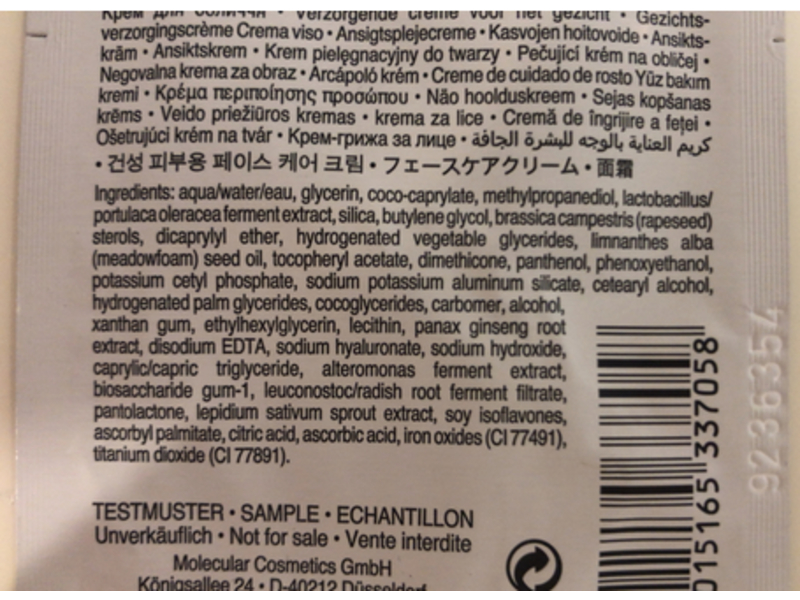 Крем для обличчя • Verzorgende crème voor het gezicht • Gezichts-
verzorgingscrème Crema viso • Ansigtsplejecreme • Kasvojen hoitovoide • Ansikts-
kräm • Ansiktskrem • Krem pielęgnacyjny do twarzy • Pečující krém na obličej •
Negovalna krema za obraz • Arcápoló krém • Creme de cuidado de rosto Yüz bakım
kremi • Κρέμα περιποίησης προσώπου • Não hoolduskreem • Sejas kopšanas
krēms • Veido priežiūros kremas • krema za lice • Cremă de îngrijire a feței •
Ošetrujúci krém na tvár • Крем-грижа за лице • كريم العناية بالوجه للبشرة الجافة
• 건성 피부용 페이스 케어 크림 • フェースケアクリーム • 面霜
Ingredients: aqua/water/eau, glycerin, coco-caprylate, methylpropanediol, lactobacillus/
portulaca oleracea ferment extract, silica, butylene glycol, brassica campestris (rapeseed)
sterols, dicaprylyl ether, hydrogenated vegetable glycerides, limnanthes alba
(meadowfoam) seed oil, tocopheryl acetate, dimethicone, panthenol, phenoxyethanol,
potassium cetyl phosphate, sodium potassium aluminum silicate, cetearyl alcohol,
hydrogenated palm glycerides, cocoglycerides, carbomer, alcohol,
xanthan gum, ethylhexylglycerin, lecithin, panax ginseng root
extract, disodium EDTA, sodium hyaluronate, sodium hydroxide,
caprylic/capric triglyceride, alteromonas ferment extract,
biosaccharide gum-1, leuconostoc/radish root ferment filtrate,
pantolactone, lepidium sativum sprout extract, soy isoflavones,
ascorbyl palmitate, citric acid, ascorbic acid, iron oxides (CI 77491),
titanium dioxide (CI 77891).
TESTMUSTER • SAMPLE • ECHANTILLON
Unverkäuflich • Not for sale • Vente interdite
Molecular Cosmetics GmbH
Königsallee 24 • D-40212 Düsseldorf
015165 337058
9236354